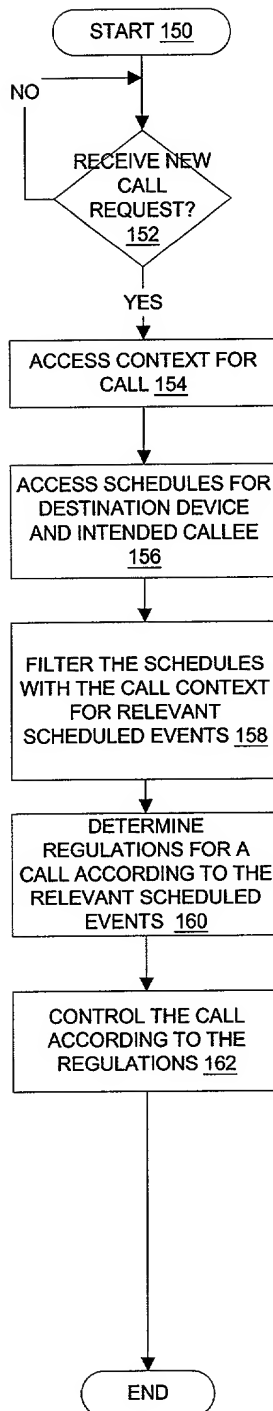 START 150
NO
RECEIVE NEW
CALL
REQUEST?
152
YES
ACCESS CONTEXT FOR
CALL 154
ACCESS SCHEDULES FOR
DESTINATION DEVICE
AND INTENDED CALLEE
156
FILTER THE SCHEDULES
WITH THE CALL CONTEXT
FOR RELEVANT
SCHEDULED EVENTS 158
DETERMINE
REGULATIONS FOR A
CALL ACCORDING TO THE
RELEVANT SCHEDULED
EVENTS 160
CONTROL THE CALL
ACCORDING TO THE
REGULATIONS 162
END